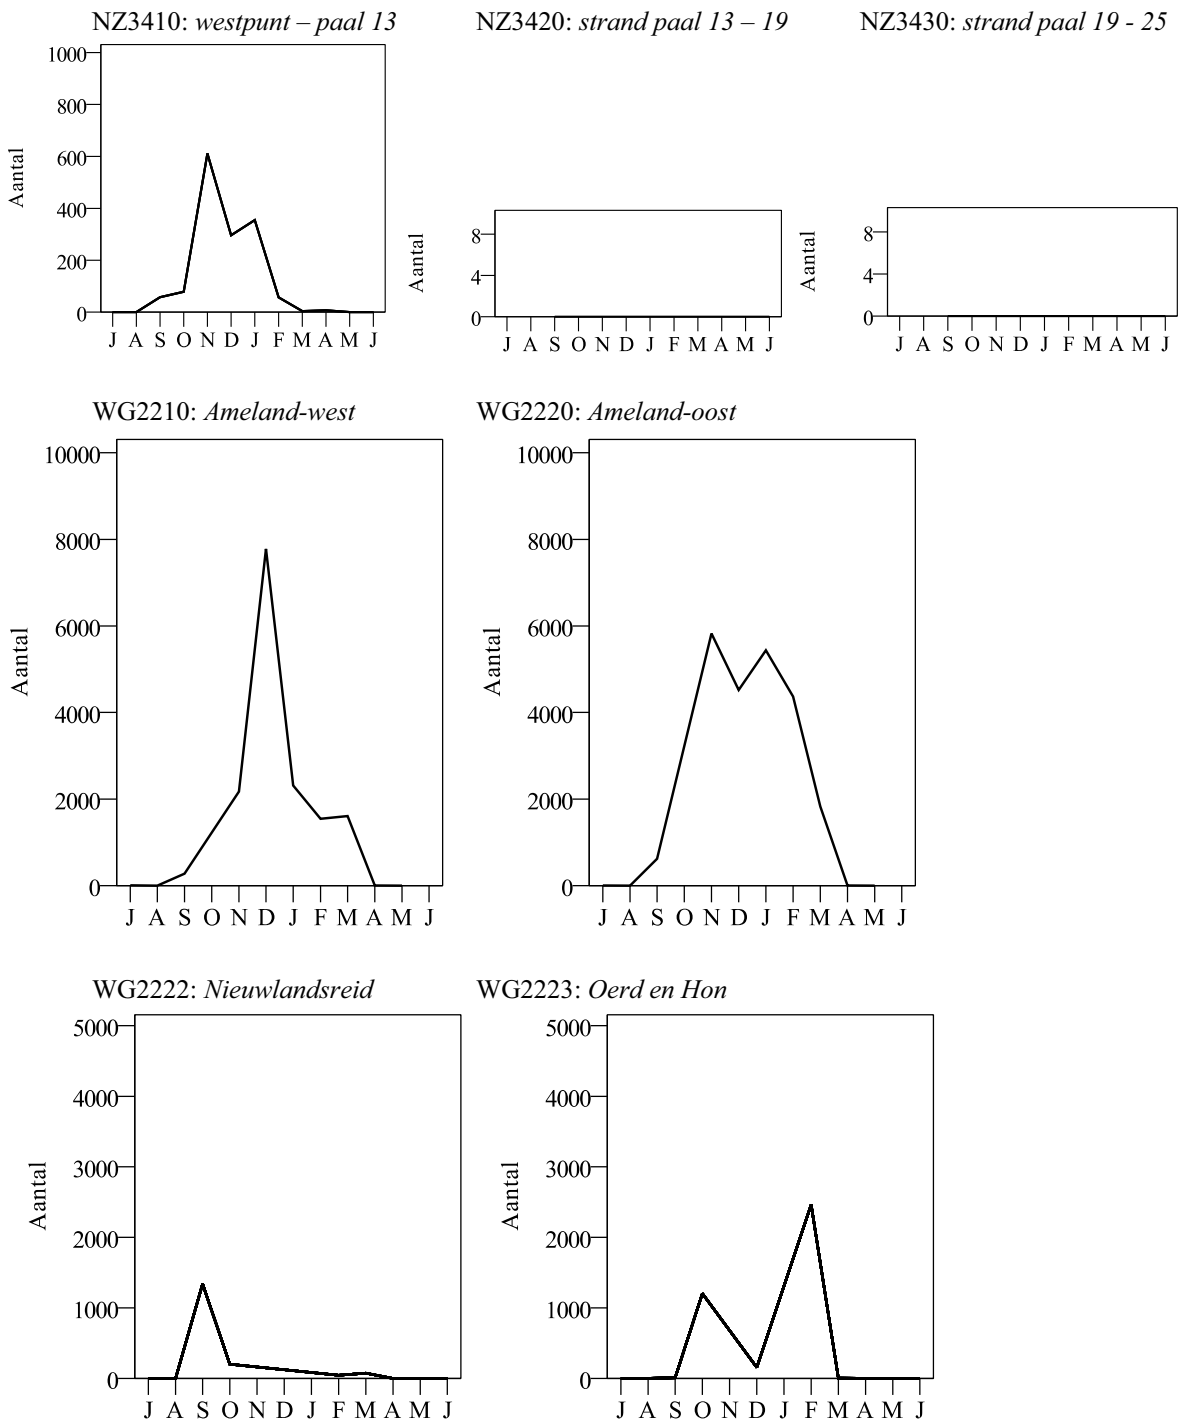 NZ3410: westpunt – paal 13
NZ3420: strand paal 13 – 19
NZ3430: strand paal 19 - 25
1000
800
600
400
200
0
Aantal
J A S O N D J F M A M J
8
4
0
Aantal
J A S O N D J F M A M J
8
4
0
Aantal
J A S O N D J F M A M J
WG2210: Ameland-west
WG2220: Ameland-oost
10000
8000
6000
4000
2000
0
Aantal
J A S O N D J F M A M J
10000
8000
6000
4000
2000
0
Aantal
J A S O N D J F M A M J
WG2222: Nieuwlandsreid
WG2223: Oerd en Hon
5000
4000
3000
2000
1000
0
Aantal
J A S O N D J F M A M J
5000
4000
3000
2000
1000
0
Aantal
J A S O N D J F M A M J